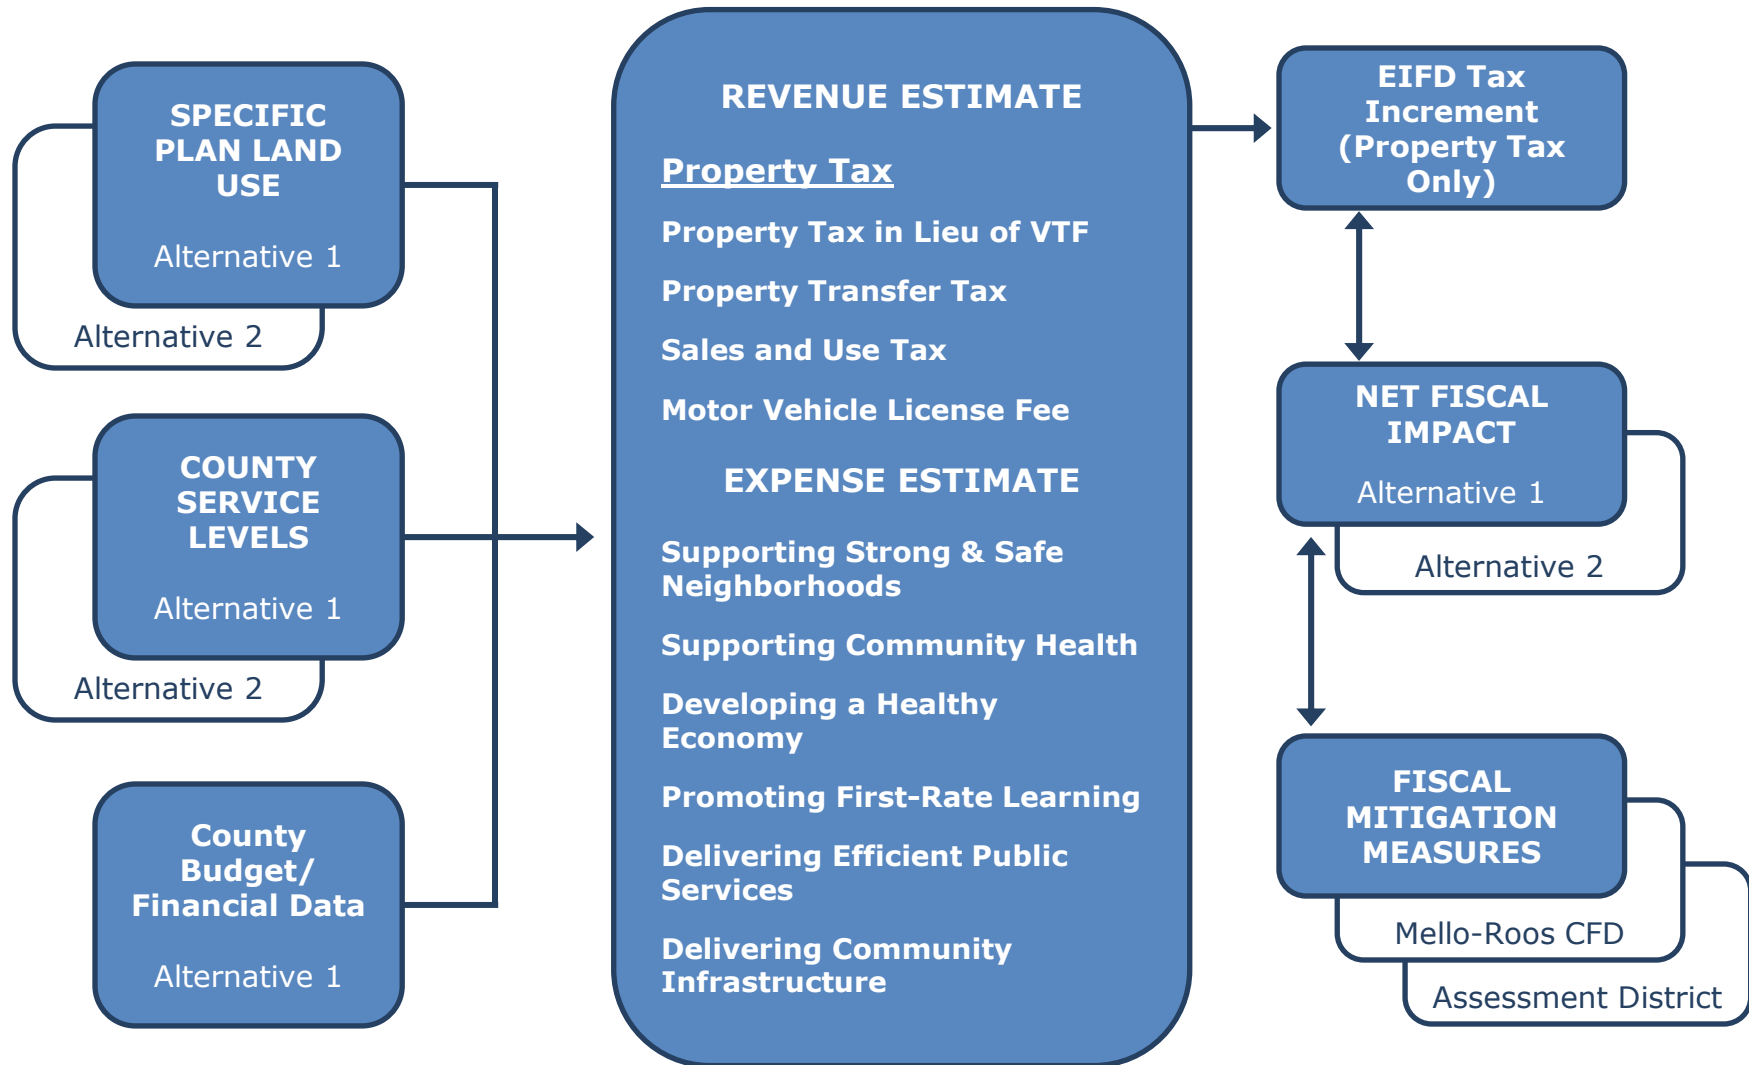 SPECIFIC
PLAN LAND
USE
Alternative 1
Alternative 2
COUNTY
SERVICE
LEVELS
Alternative 1
Alternative 2
County
Budget/
Financial Data
Alternative 1
REVENUE ESTIMATE
Property Tax
Property Tax in Lieu of VTF
Property Transfer Tax
Sales and Use Tax
Motor Vehicle License Fee
EXPENSE ESTIMATE
Supporting Strong & Safe
Neighborhoods
Supporting Community Health
Developing a Healthy
Economy
Promoting First-Rate Learning
Delivering Efficient Public
Services
Delivering Community
Infrastructure
EIFD Tax
Increment
(Property Tax
Only)
NET FISCAL
IMPACT
Alternative 1
Alternative 2
FISCAL
MITIGATION
MEASURES
Mello-Roos CFD
Assessment District